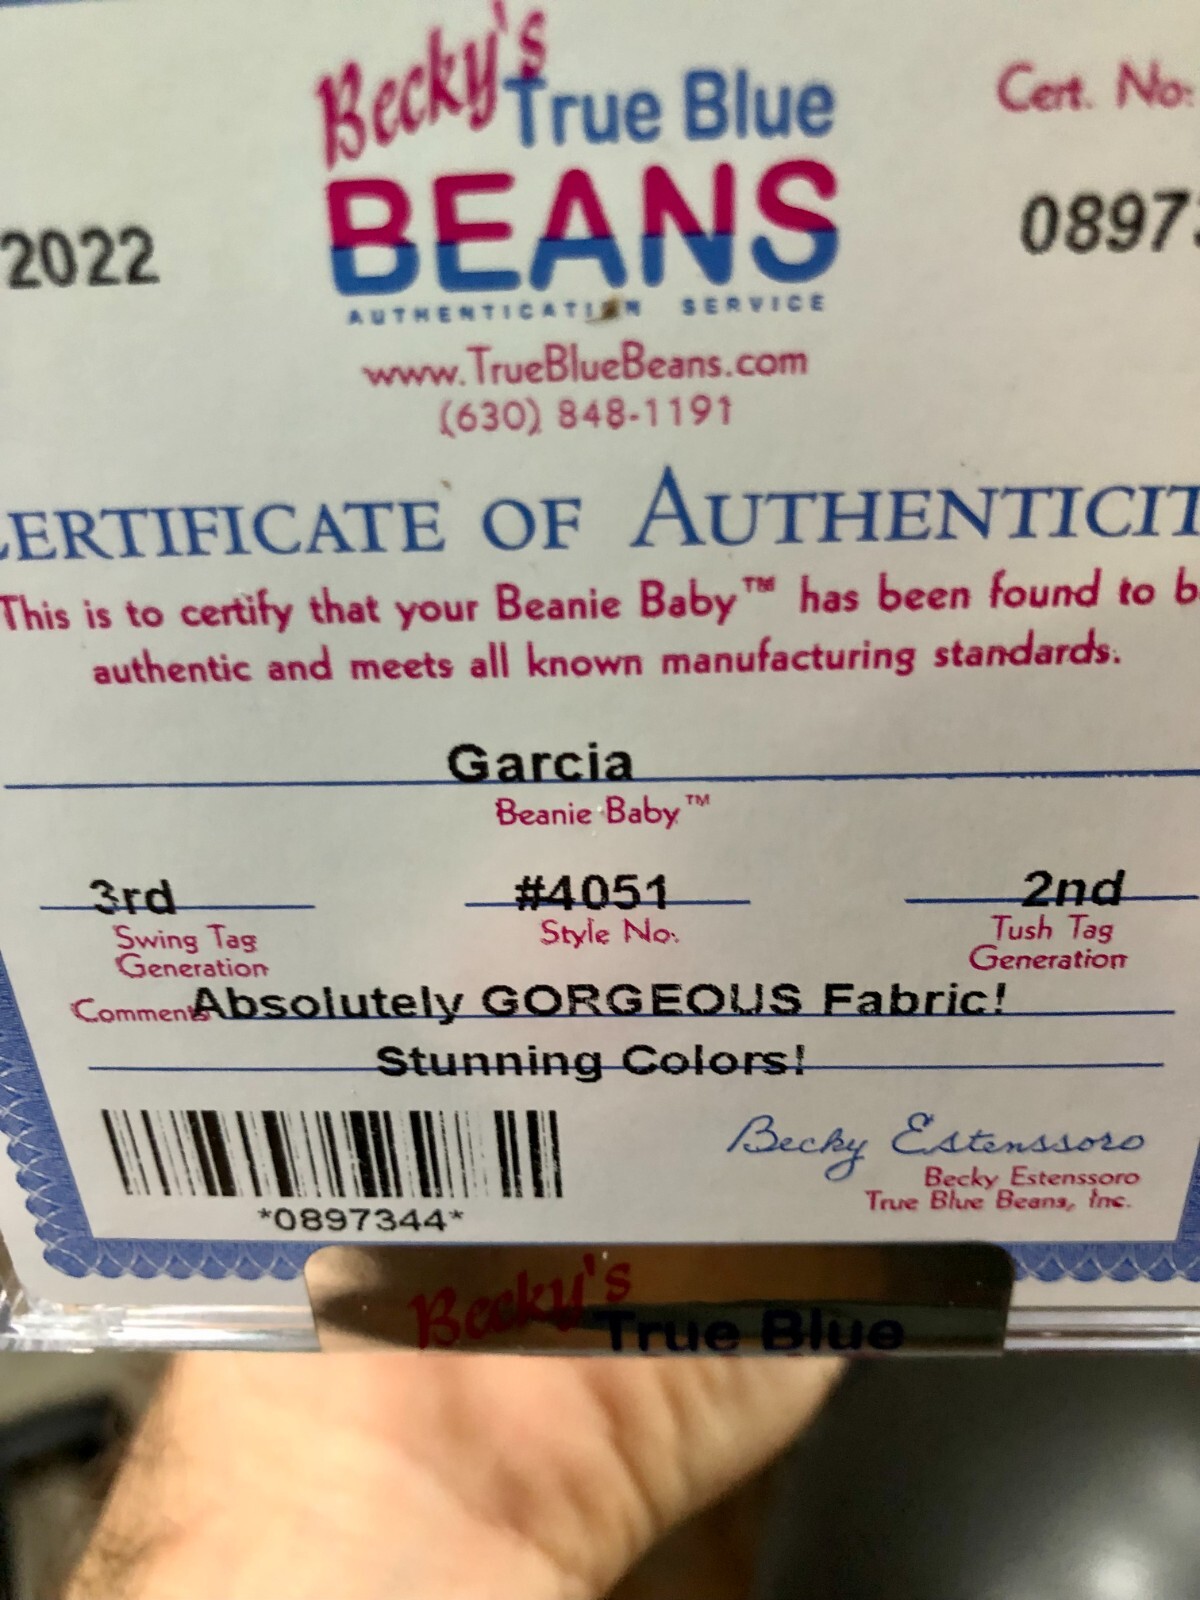 Becky's
True Blue
Cert. No:
BEANS
2022
0897
AUTHENTICATION SERVICE
www.TrueBlueBeans.com
(630) 848-1191
ERTIFICATE OF AUTHENTICIT
This is to certify that your Beanie Baby™ has been found to b
authentic and meets all known manufacturing standards.
Garcia
Beanie Baby™
3rd #4051 2nd
Swing Tag Generation
Style No:
Tush Tag Generation
Comments Absolutely GORGEOUS Fabric!
Stunning Colors!
Becky Estenssoro
Becky Estenssoro
True Blue Beans, Inc.
*0897344*
Becky's
True Blue